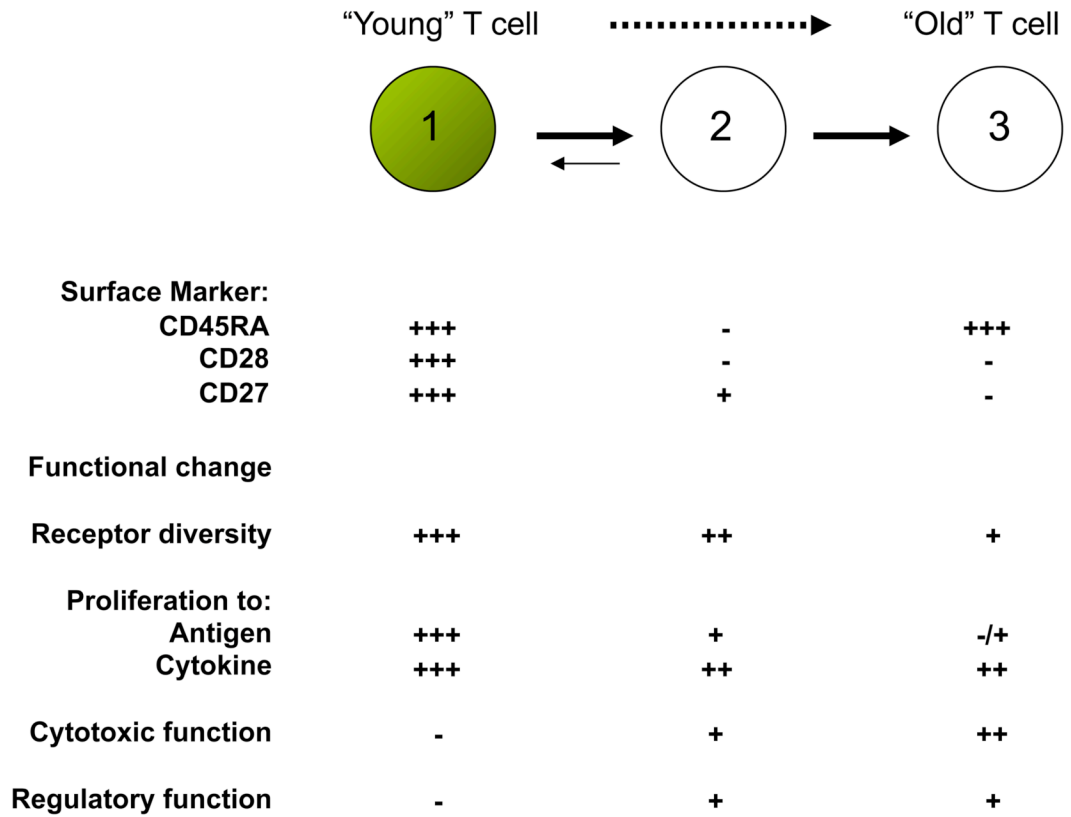 “Young” T cell “Old” T cell
1 2 3
Surface Marker:
CD45RA +++ - +++
CD28 +++ - -
CD27 +++ + -
Functional change
Receptor diversity +++ ++ +
Proliferation to:
Antigen +++ + -/+
Cytokine +++ ++ ++
Cytotoxic function - + ++
Regulatory function - + +